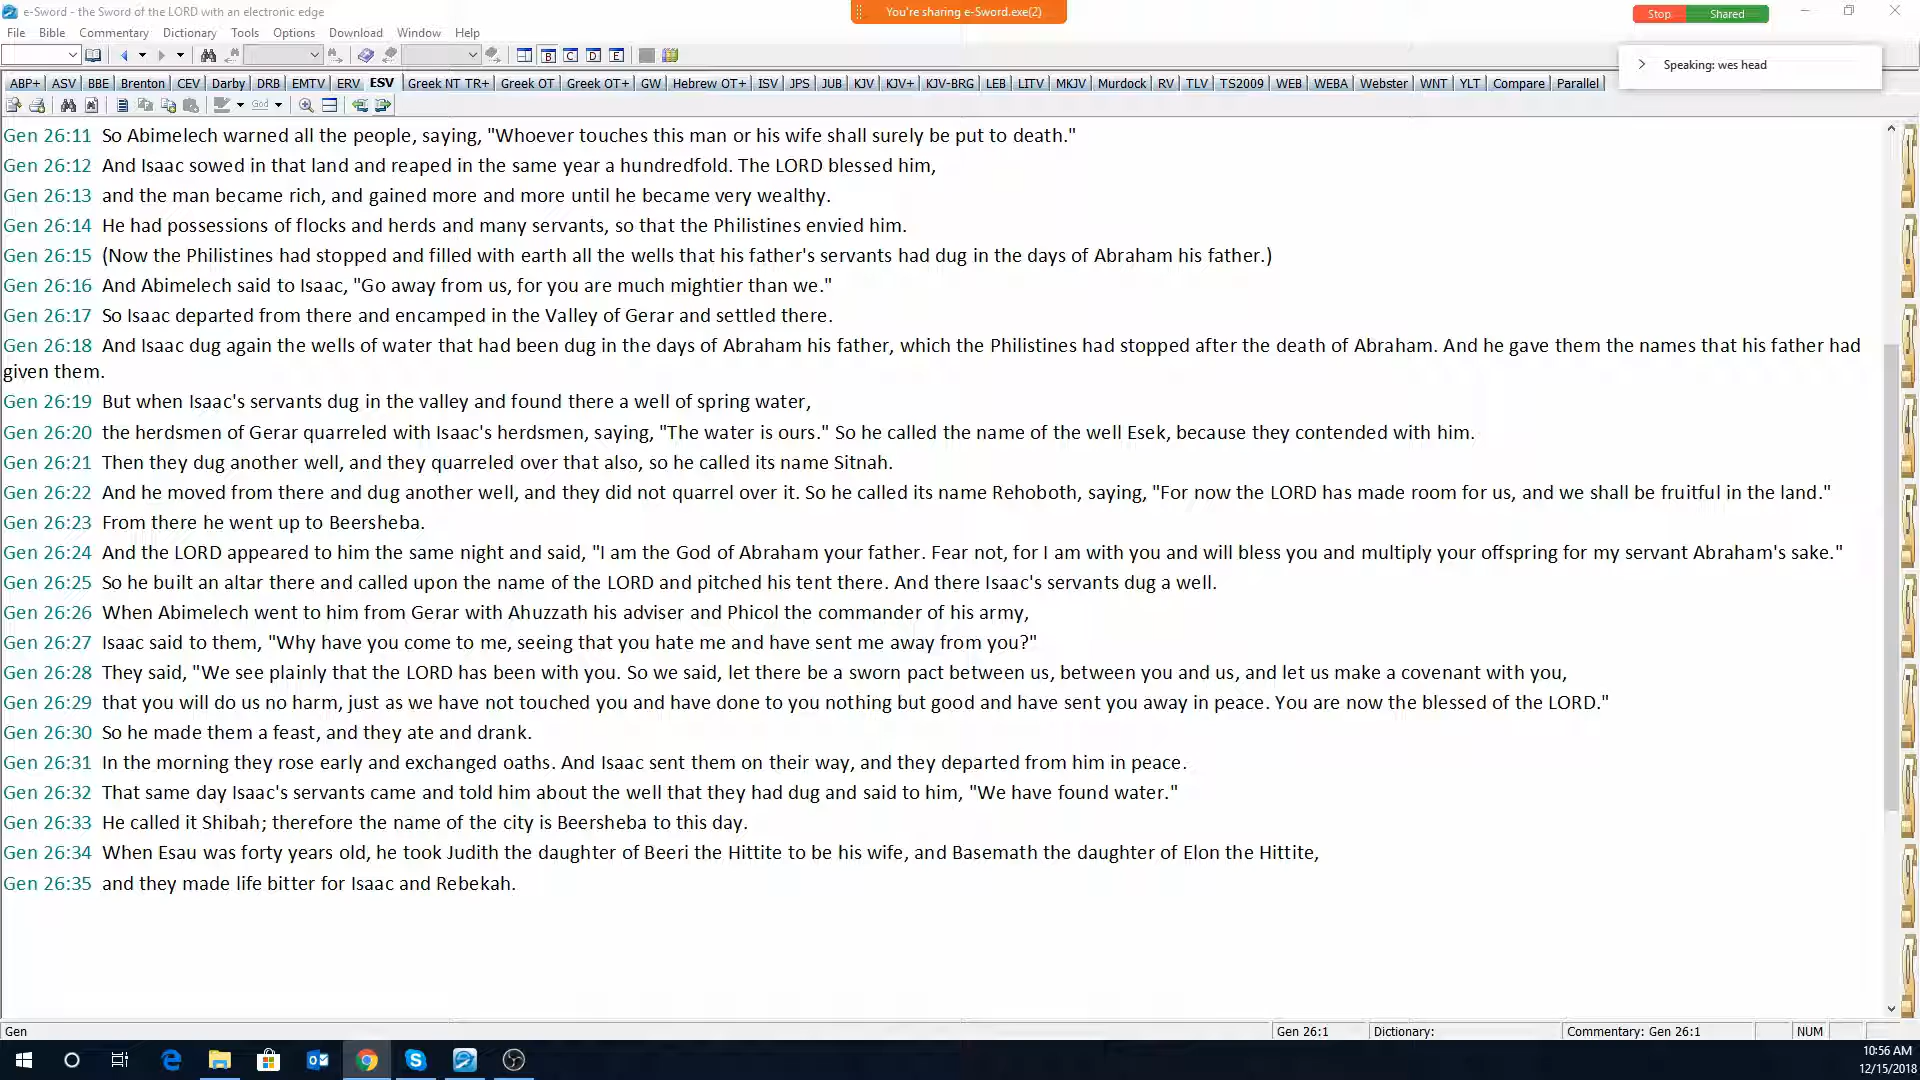 e-Sword - the Sword of the LORD with an electronic edge
You're sharing e-Sword.exe(2)
Stop Shared
File Bible Commentary Dictionary Tools Options Download Window Help
B C D E
Speaking: wes head
ABP+ ASV BBE Brenton CEV Darby DRB EMTV ERV ESV Greek NT TR+ Greek OT Greek OT+ GW Hebrew OT+ ISV JPS JUB KJV KJV+ KJV-BRG LEB LITV MKJV Murdock RV TLV TS2009 WEB WEBA Webster WNT YLT Compare Parallel
God
Gen 26:11 So Abimelech warned all the people, saying, "Whoever touches this man or his wife shall surely be put to death."
Gen 26:12 And Isaac sowed in that land and reaped in the same year a hundredfold. The LORD blessed him,
Gen 26:13 and the man became rich, and gained more and more until he became very wealthy.
Gen 26:14 He had possessions of flocks and herds and many servants, so that the Philistines envied him.
Gen 26:15 (Now the Philistines had stopped and filled with earth all the wells that his father's servants had dug in the days of Abraham his father.)
Gen 26:16 And Abimelech said to Isaac, "Go away from us, for you are much mightier than we."
Gen 26:17 So Isaac departed from there and encamped in the Valley of Gerar and settled there.
Gen 26:18 And Isaac dug again the wells of water that had been dug in the days of Abraham his father, which the Philistines had stopped after the death of Abraham. And he gave them the names that his father had
given them.
Gen 26:19 But when Isaac's servants dug in the valley and found there a well of spring water,
Gen 26:20 the herdsmen of Gerar quarreled with Isaac's herdsmen, saying, "The water is ours." So he called the name of the well Esek, because they contended with him.
Gen 26:21 Then they dug another well, and they quarreled over that also, so he called its name Sitnah.
Gen 26:22 And he moved from there and dug another well, and they did not quarrel over it. So he called its name Rehoboth, saying, "For now the LORD has made room for us, and we shall be fruitful in the land."
Gen 26:23 From there he went up to Beersheba.
Gen 26:24 And the LORD appeared to him the same night and said, "I am the God of Abraham your father. Fear not, for I am with you and will bless you and multiply your offspring for my servant Abraham's sake."
Gen 26:25 So he built an altar there and called upon the name of the LORD and pitched his tent there. And there Isaac's servants dug a well.
Gen 26:26 When Abimelech went to him from Gerar with Ahuzzath his adviser and Phicol the commander of his army,
Gen 26:27 Isaac said to them, "Why have you come to me, seeing that you hate me and have sent me away from you?"
Gen 26:28 They said, "We see plainly that the LORD has been with you. So we said, let there be a sworn pact between us, between you and us, and let us make a covenant with you,
Gen 26:29 that you will do us no harm, just as we have not touched you and have done to you nothing but good and have sent you away in peace. You are now the blessed of the LORD."
Gen 26:30 So he made them a feast, and they ate and drank.
Gen 26:31 In the morning they rose early and exchanged oaths. And Isaac sent them on their way, and they departed from him in peace.
Gen 26:32 That same day Isaac's servants came and told him about the well that they had dug and said to him, "We have found water."
Gen 26:33 He called it Shibah; therefore the name of the city is Beersheba to this day.
Gen 26:34 When Esau was forty years old, he took Judith the daughter of Beeri the Hittite to be his wife, and Basemath the daughter of Elon the Hittite,
Gen 26:35 and they made life bitter for Isaac and Rebekah.
Gen Gen 26:1 Dictionary: Commentary: Gen 26:1 NUM
10:56 AM
12/15/2018